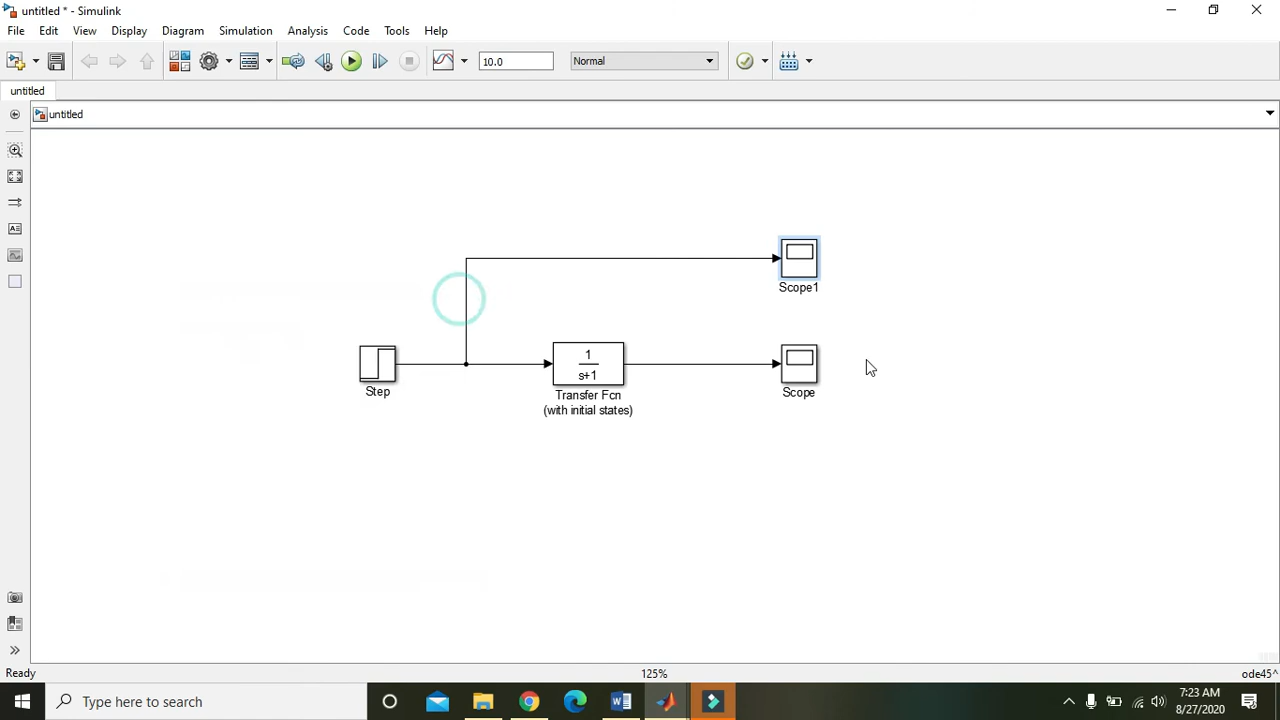 untitled * - Simulink
File Edit View Display Diagram Simulation Analysis Code Tools Help
10.0 Normal
untitled
untitled
Scope1
1
s+1
Step
Transfer Fcn
(with initial states)
Scope
Ready 125% ode45^
Type here to search
7:23 AM
8/27/2020